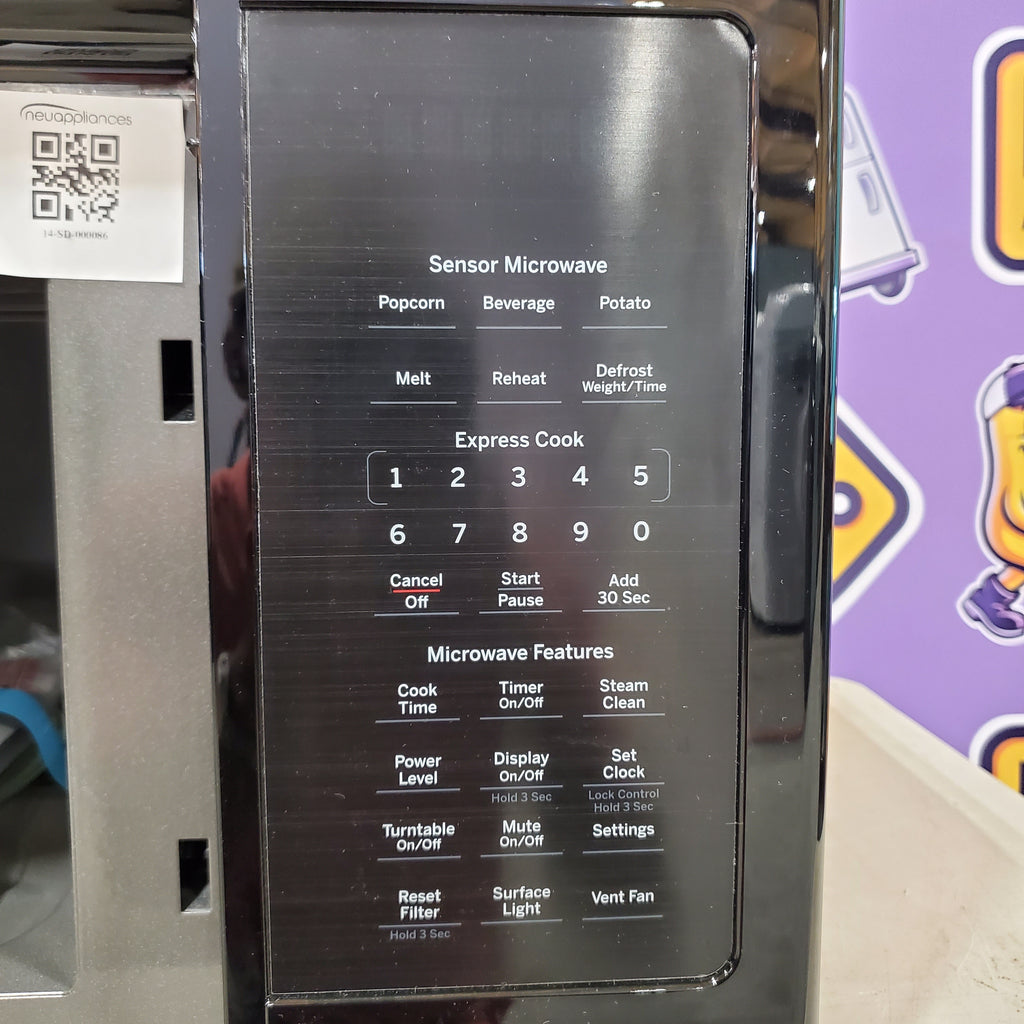 neuappliances
14-SD-000086
Sensor Microwave
Popcorn Beverage Potato
Melt Reheat Defrost
Weight/Time
Express Cook
1 2 3 4 5
6 7 8 9 0
Cancel Start Add
Off Pause 30 Sec
Microwave Features
Cook Timer Steam
Time On/Off Clean
Power Display Set
Level On/Off Clock
Hold 3 Sec Lock Control
Hold 3 Sec
Turntable Mute Settings
On/Off On/Off
Reset Surface Vent Fan
Filter Light
Hold 3 Sec